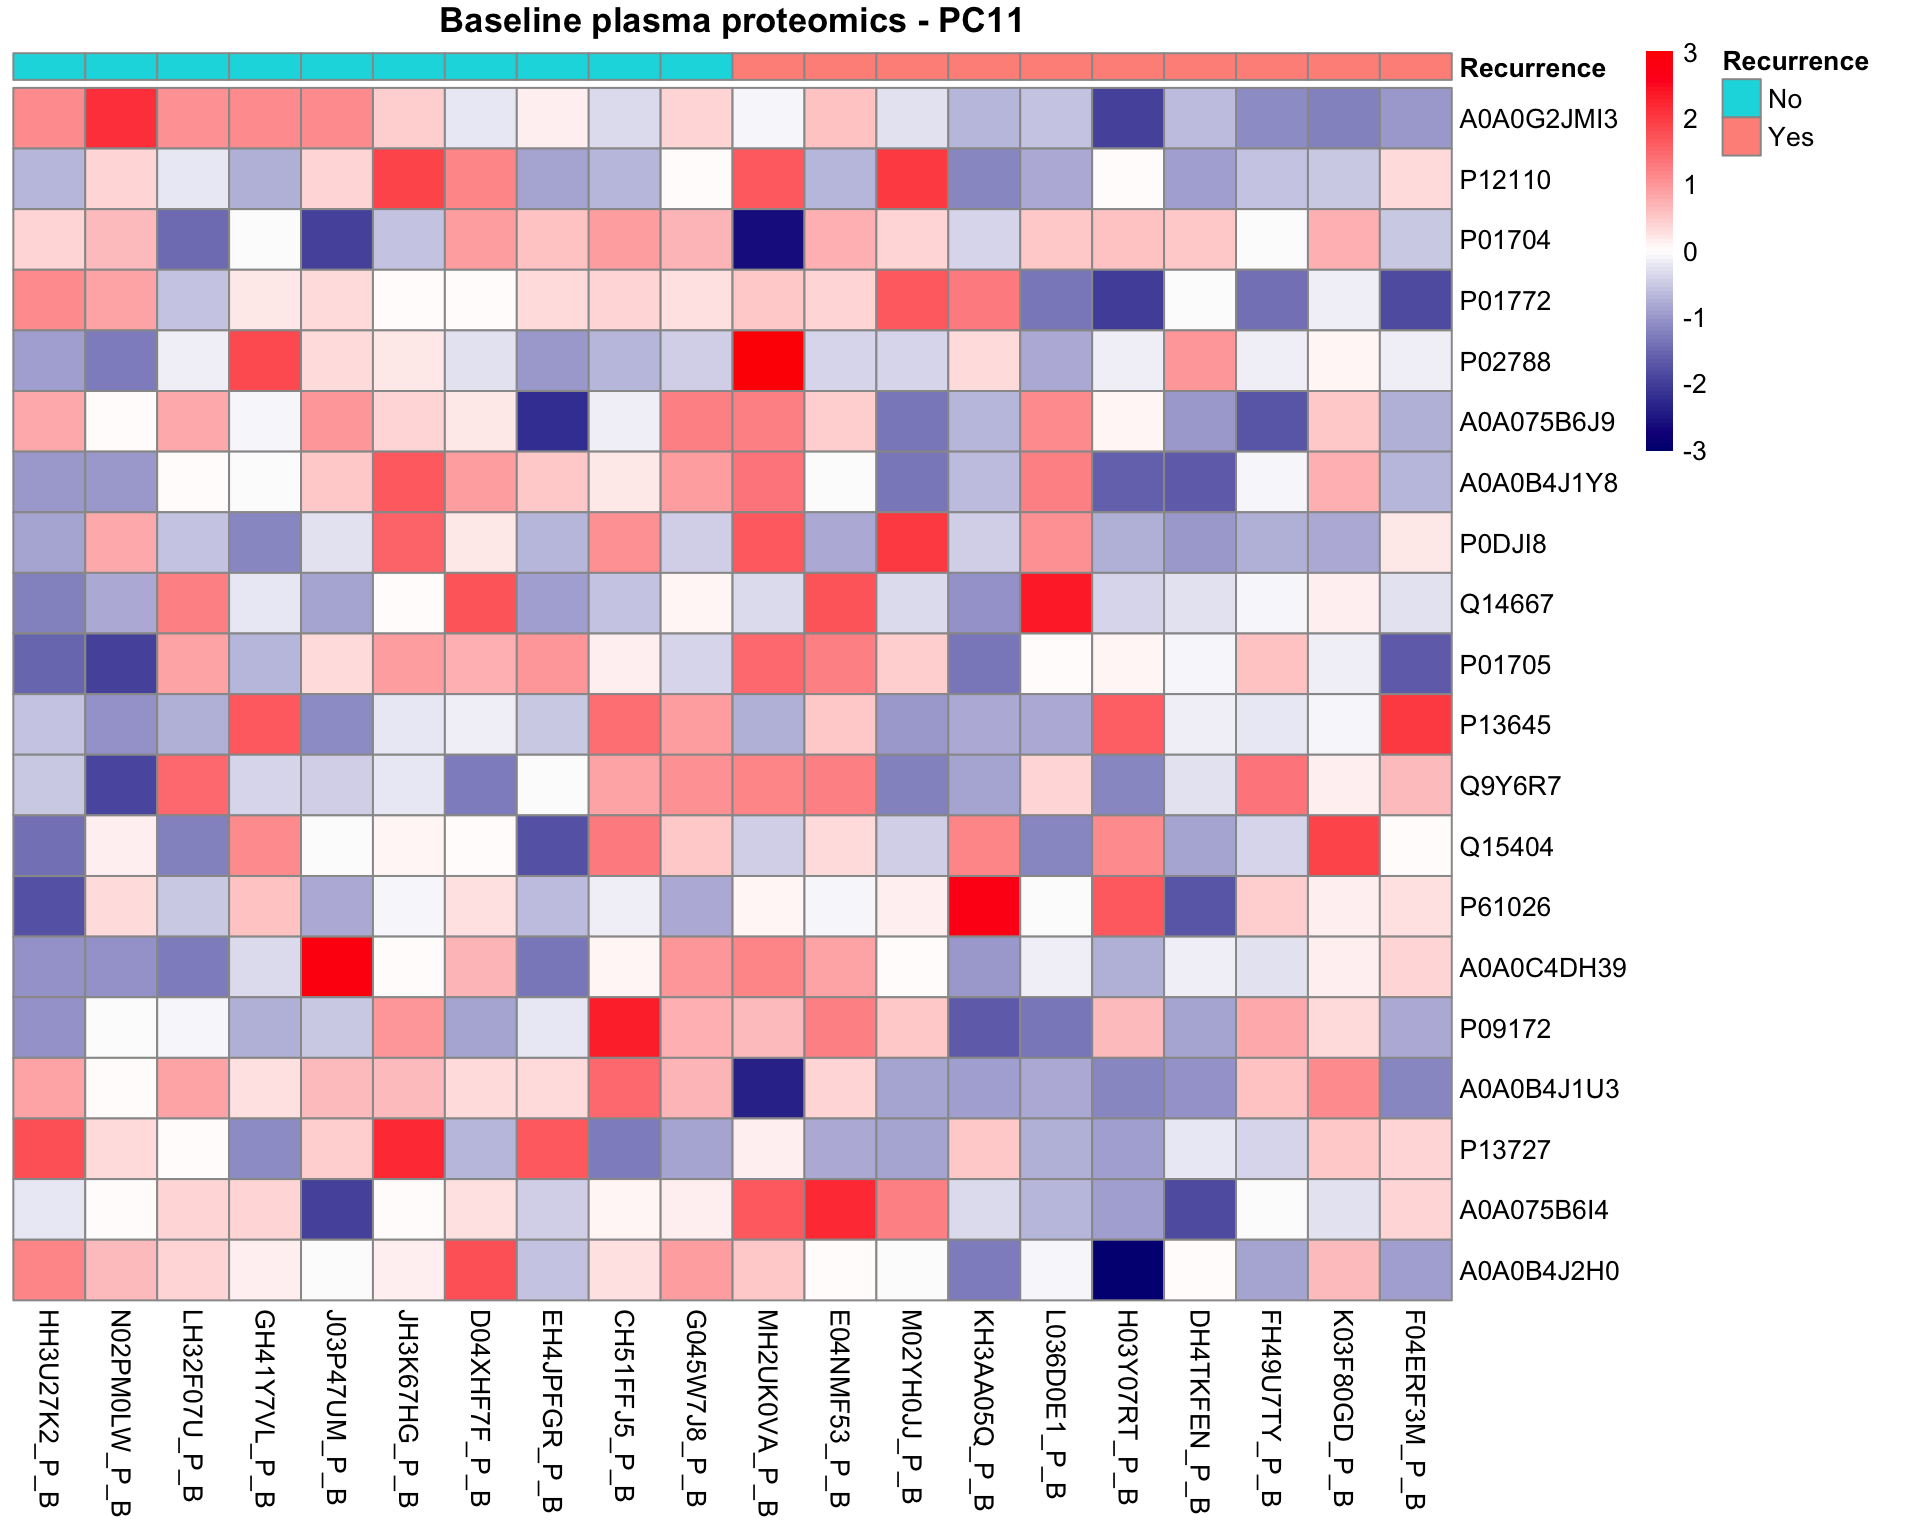 Baseline plasma proteomics - PC11
Recurrence
3
2
1
0
-1
-2
-3
Recurrence
No
Yes
A0A0G2JMI3
P12110
P01704
P01772
P02788
A0A075B6J9
A0A0B4J1Y8
P0DJI8
Q14667
P01705
P13645
Q9Y6R7
Q15404
P61026
A0A0C4DH39
P09172
A0A0B4J1U3
P13727
A0A075B6I4
A0A0B4J2H0
HH3U27K2_P_B
N02PM0LW_P_B
LH32F07U_P_B
GH41Y7VL_P_B
J03P47UM_P_B
JH3K67HG_P_B
D04XHF7F_P_B
EH4JPFGR_P_B
CH51FFJ5_P_B
G045W7J8_P_B
MH2UK0VA_P_B
E04NMF53_P_B
M02YH0JJ_P_B
KH3AA05Q_P_B
L036D0E1_P_B
H03Y07RT_P_B
DH4TKFEN_P_B
FH49U7TY_P_B
K03F80GD_P_B
F04ERF3M_P_B